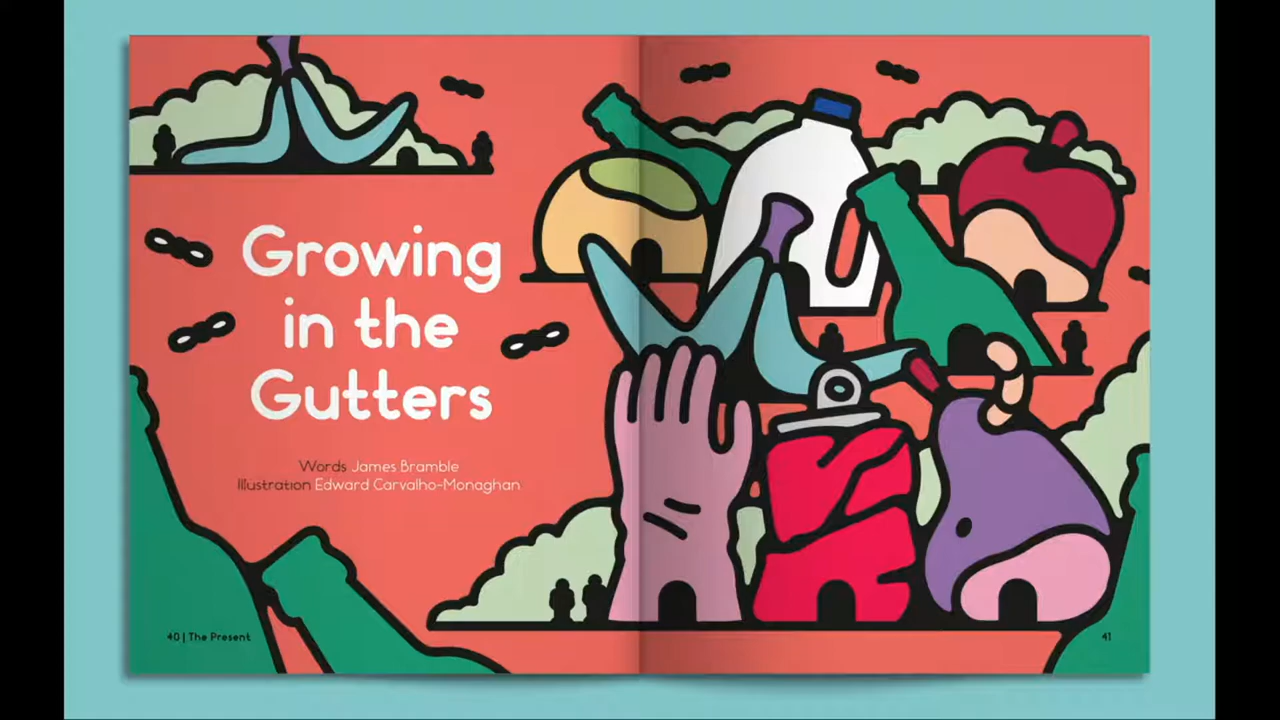 Growing
in the
Gutters
Words James Bramble
Illustration Edward Carvalho-Monaghan
40 | The Present
41